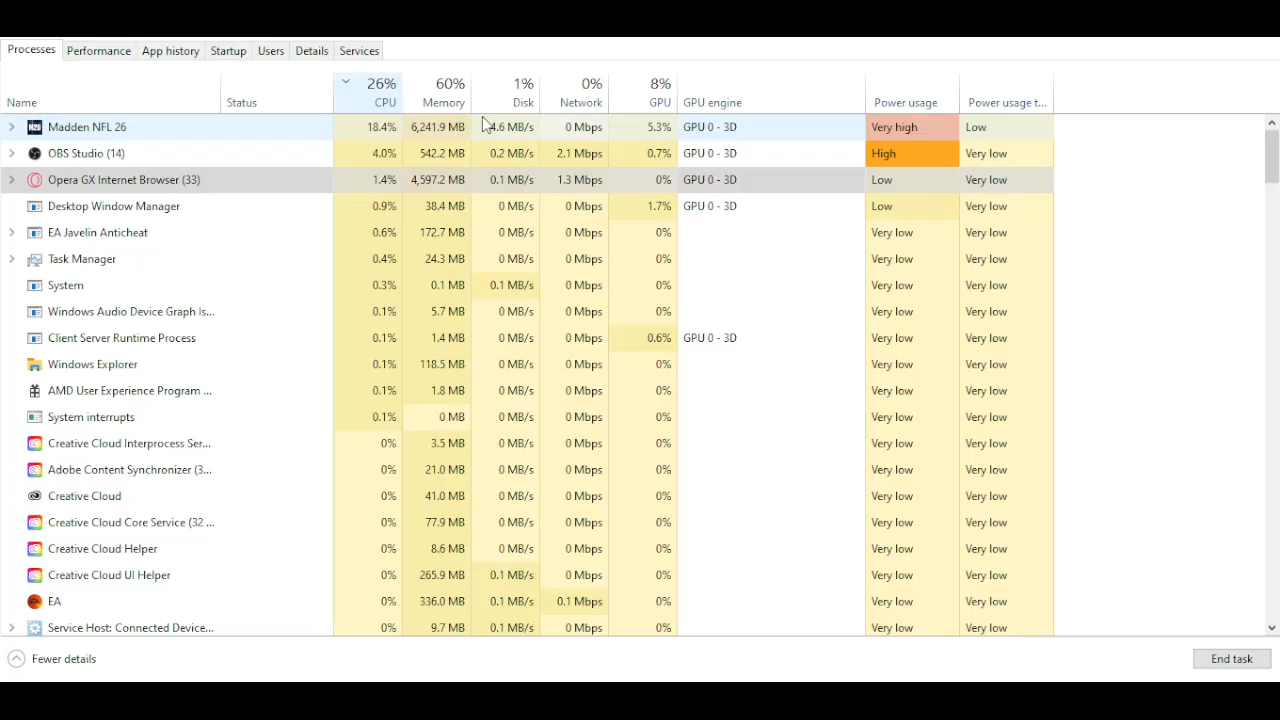 Processes Performance App history Startup Users Details Services
26% 60% 1% 0% 8%
Name Status CPU Memory Disk Network GPU GPU engine Power usage Power usage t...
Madden NFL 26 18.4% 6,241.9 MB 4.6 MB/s 0 Mbps 5.3% GPU 0 - 3D Very high Low
OBS Studio (14) 4.0% 542.2 MB 0.2 MB/s 2.1 Mbps 0.7% GPU 0 - 3D High Very low
Opera GX Internet Browser (33) 1.4% 4,597.2 MB 0.1 MB/s 1.3 Mbps 0% GPU 0 - 3D Low Very low
Desktop Window Manager 0.9% 38.4 MB 0 MB/s 0 Mbps 1.7% GPU 0 - 3D Low Very low
EA Javelin Anticheat 0.6% 172.7 MB 0 MB/s 0 Mbps 0% Very low Very low
Task Manager 0.4% 24.3 MB 0 MB/s 0 Mbps 0% Very low Very low
System 0.3% 0.1 MB 0.1 MB/s 0 Mbps 0% Very low Very low
Windows Audio Device Graph Is... 0.1% 5.7 MB 0 MB/s 0 Mbps 0% Very low Very low
Client Server Runtime Process 0.1% 1.4 MB 0 MB/s 0 Mbps 0.6% GPU 0 - 3D Very low Very low
Windows Explorer 0.1% 118.5 MB 0 MB/s 0 Mbps 0% Very low Very low
AMD User Experience Program ... 0.1% 1.8 MB 0 MB/s 0 Mbps 0% Very low Very low
System interrupts 0.1% 0 MB 0 MB/s 0 Mbps 0% Very low Very low
Creative Cloud Interprocess Ser... 0% 3.5 MB 0 MB/s 0 Mbps 0% Very low Very low
Adobe Content Synchronizer (3... 0% 21.0 MB 0 MB/s 0 Mbps 0% Very low Very low
Creative Cloud 0% 41.0 MB 0 MB/s 0 Mbps 0% Very low Very low
Creative Cloud Core Service (32 ... 0% 77.9 MB 0 MB/s 0 Mbps 0% Very low Very low
Creative Cloud Helper 0% 8.6 MB 0 MB/s 0 Mbps 0% Very low Very low
Creative Cloud UI Helper 0% 265.9 MB 0.1 MB/s 0 Mbps 0% Very low Very low
EA 0% 336.0 MB 0.1 MB/s 0.1 Mbps 0% Very low Very low
Service Host: Connected Device... 0% 9.7 MB 0.1 MB/s 0 Mbps 0% Very low Very low
Fewer details End task